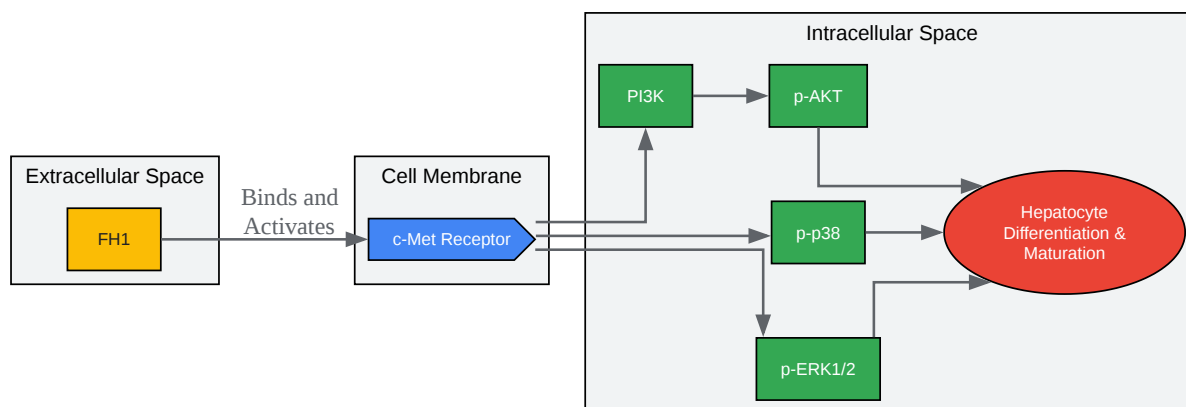 Extracellular Space
FH1
Binds and
Activates
Cell Membrane
c-Met Receptor
Intracellular Space
PI3K
p-AKT
p-p38
p-ERK1/2
Hepatocyte
Differentiation &
Maturation